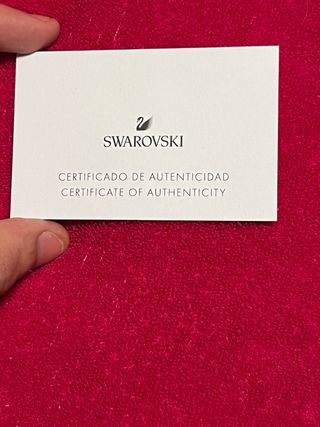 SWAROVSKI
CERTIFICADO DE AUTENTICIDAD
CERTIFICATE OF AUTHENTICITY